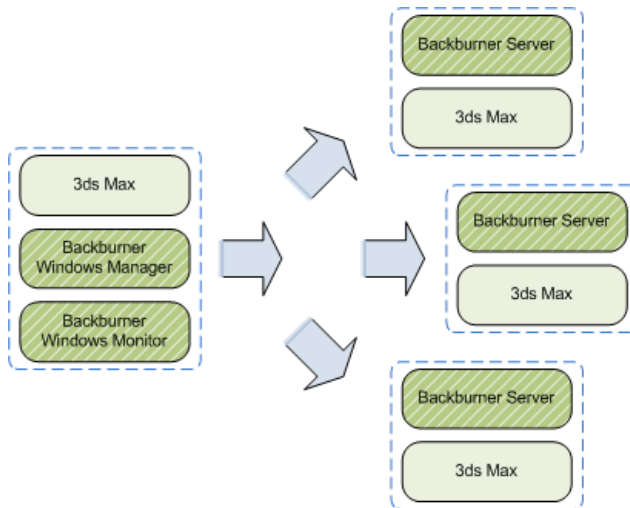 3ds Max
Backburner
Windows Manager
Backburner
Windows Monitor
Backburner Server
3ds Max
Backburner Server
3ds Max
Backburner Server
3ds Max